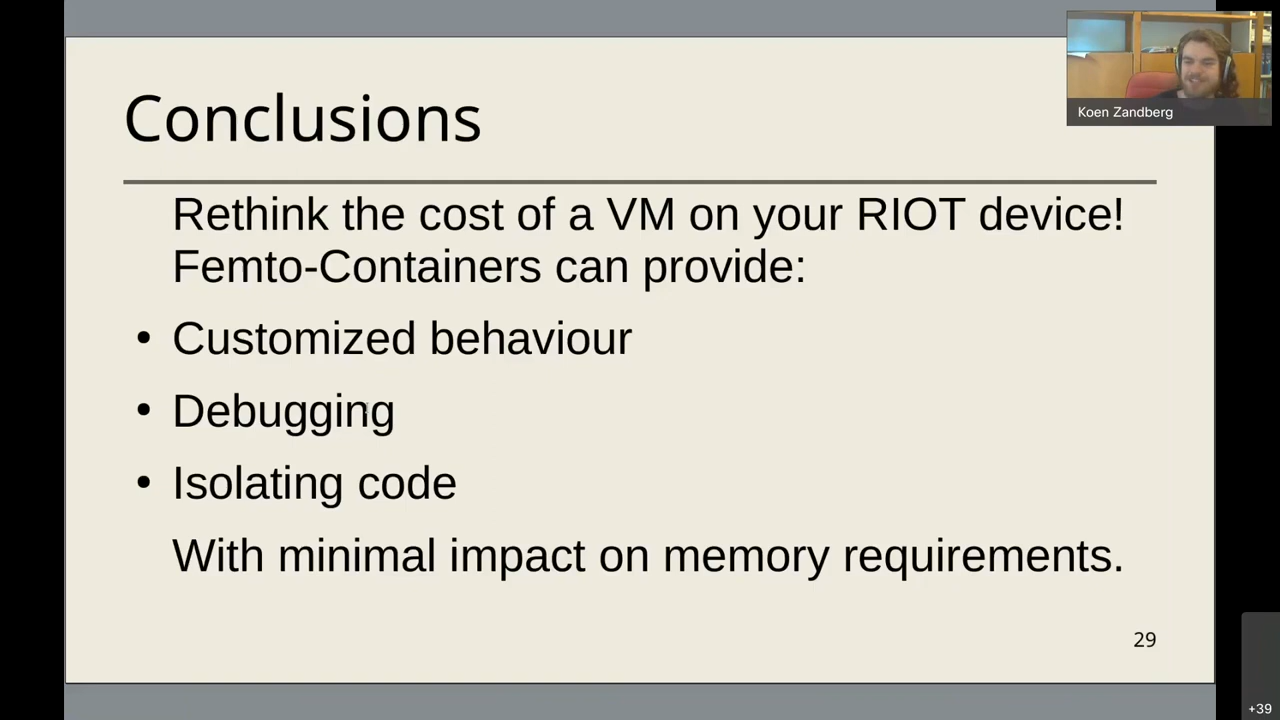 Conclusions
Koen Zandberg
Rethink the cost of a VM on your RIOT device!
Femto-Containers can provide:
• Customized behaviour
• Debugging
• Isolating code
With minimal impact on memory requirements.
29
+39